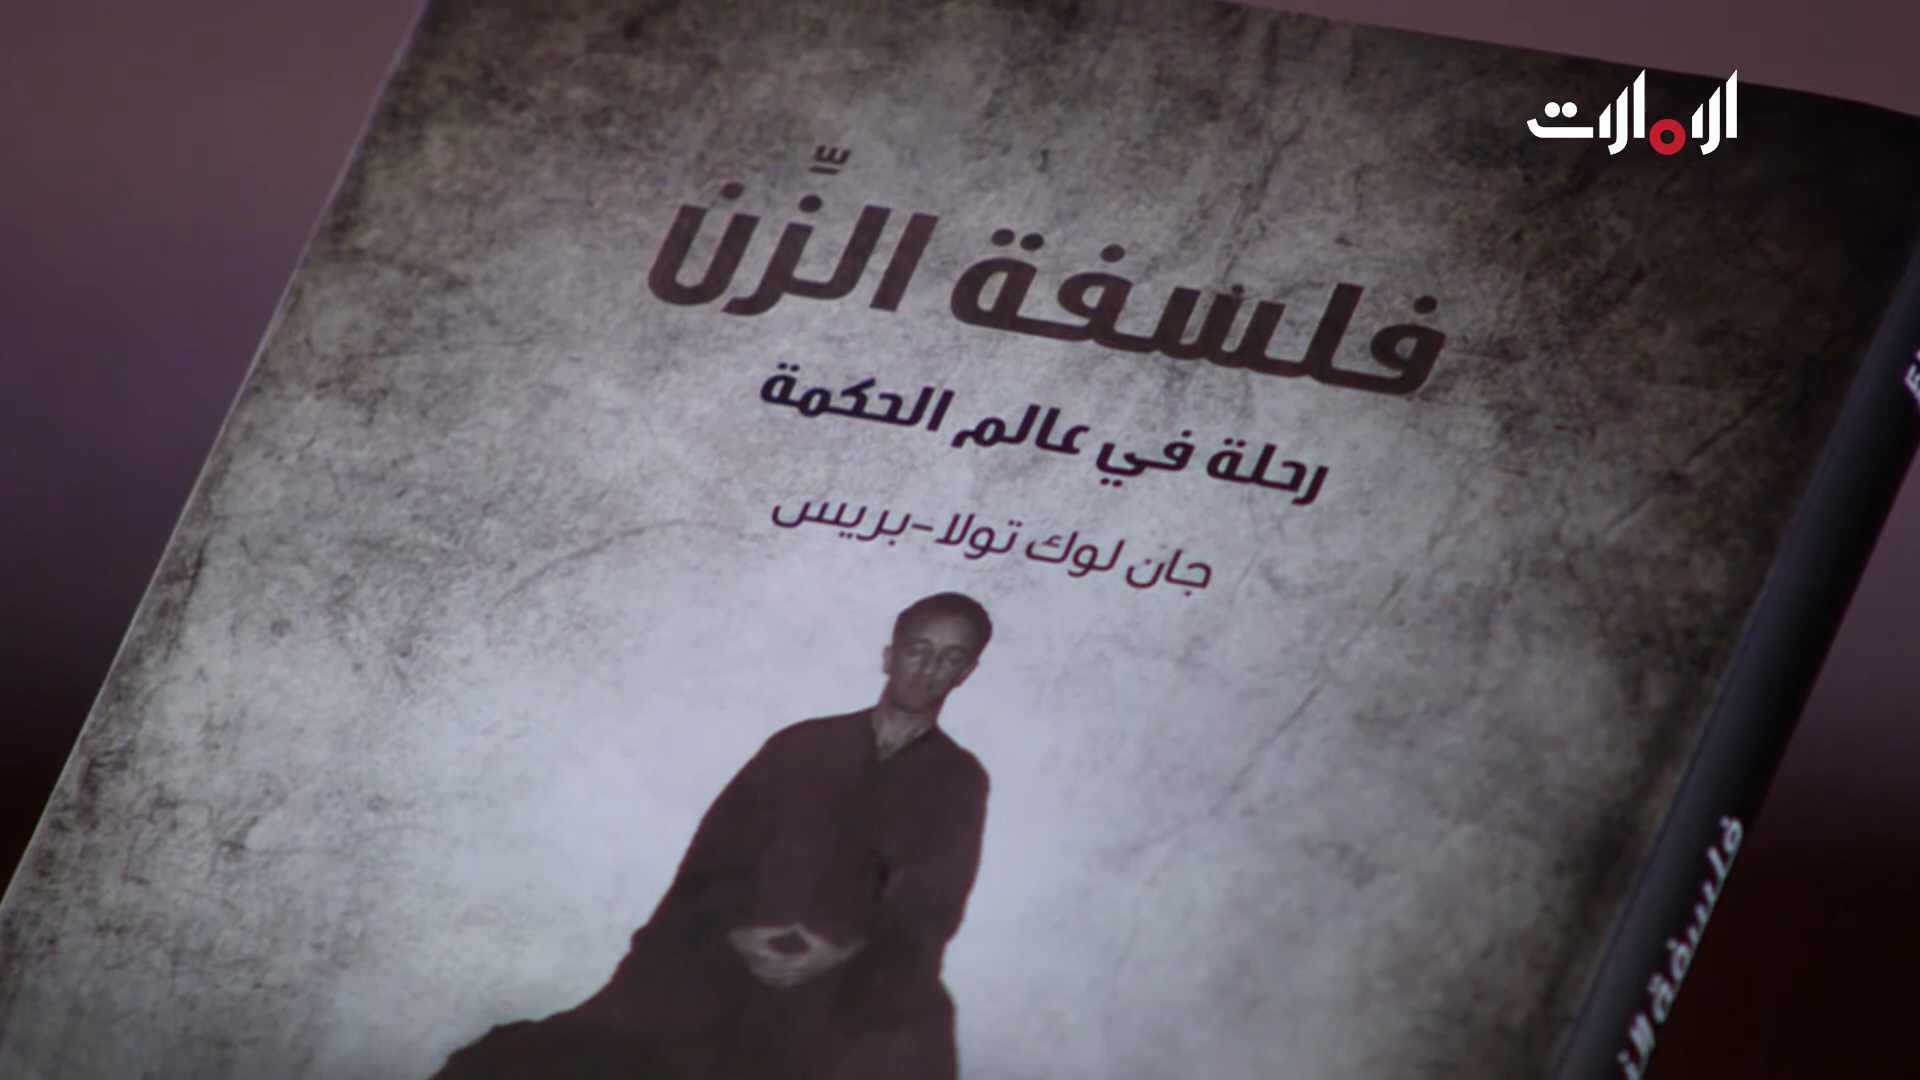 الإمارات
فلسفة الزِّن
رحلة في عالم الحكمة
جان لوك تولا-بريس
فلسفة الز